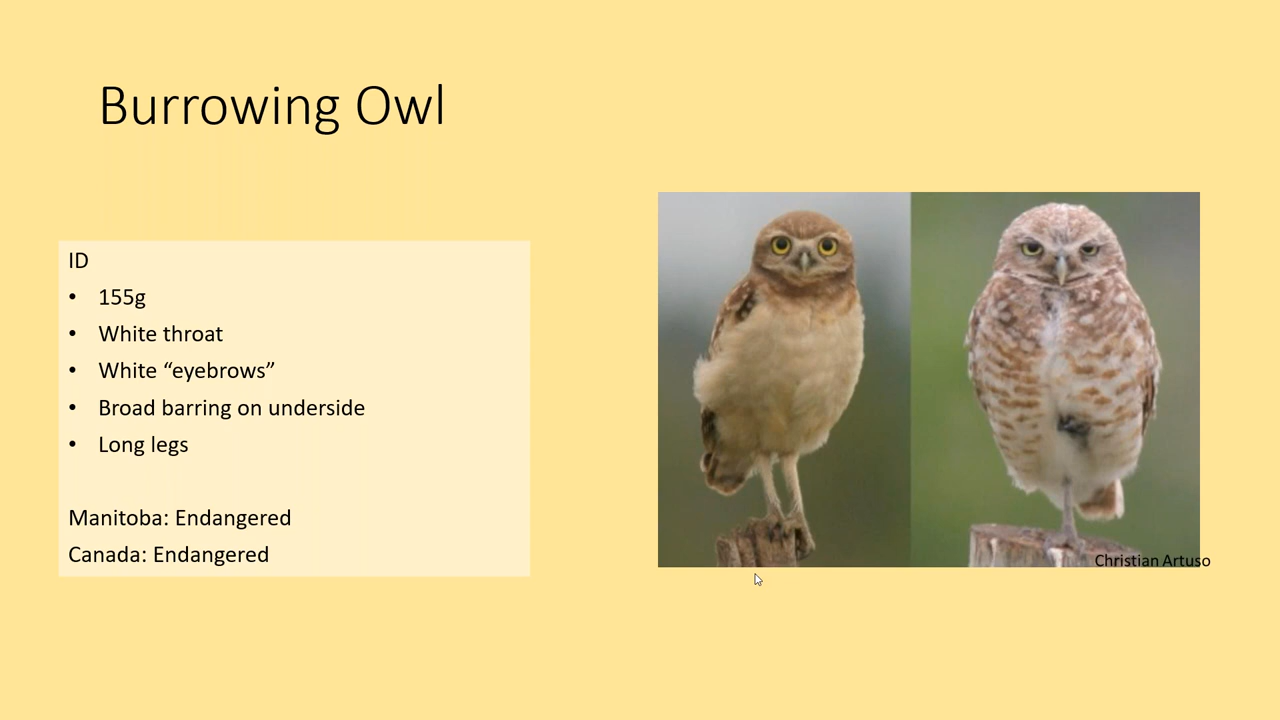 Burrowing Owl
ID
• 155g
• White throat
• White “eyebrows”
• Broad barring on underside
• Long legs
Manitoba: Endangered
Canada: Endangered
Christian Artuso